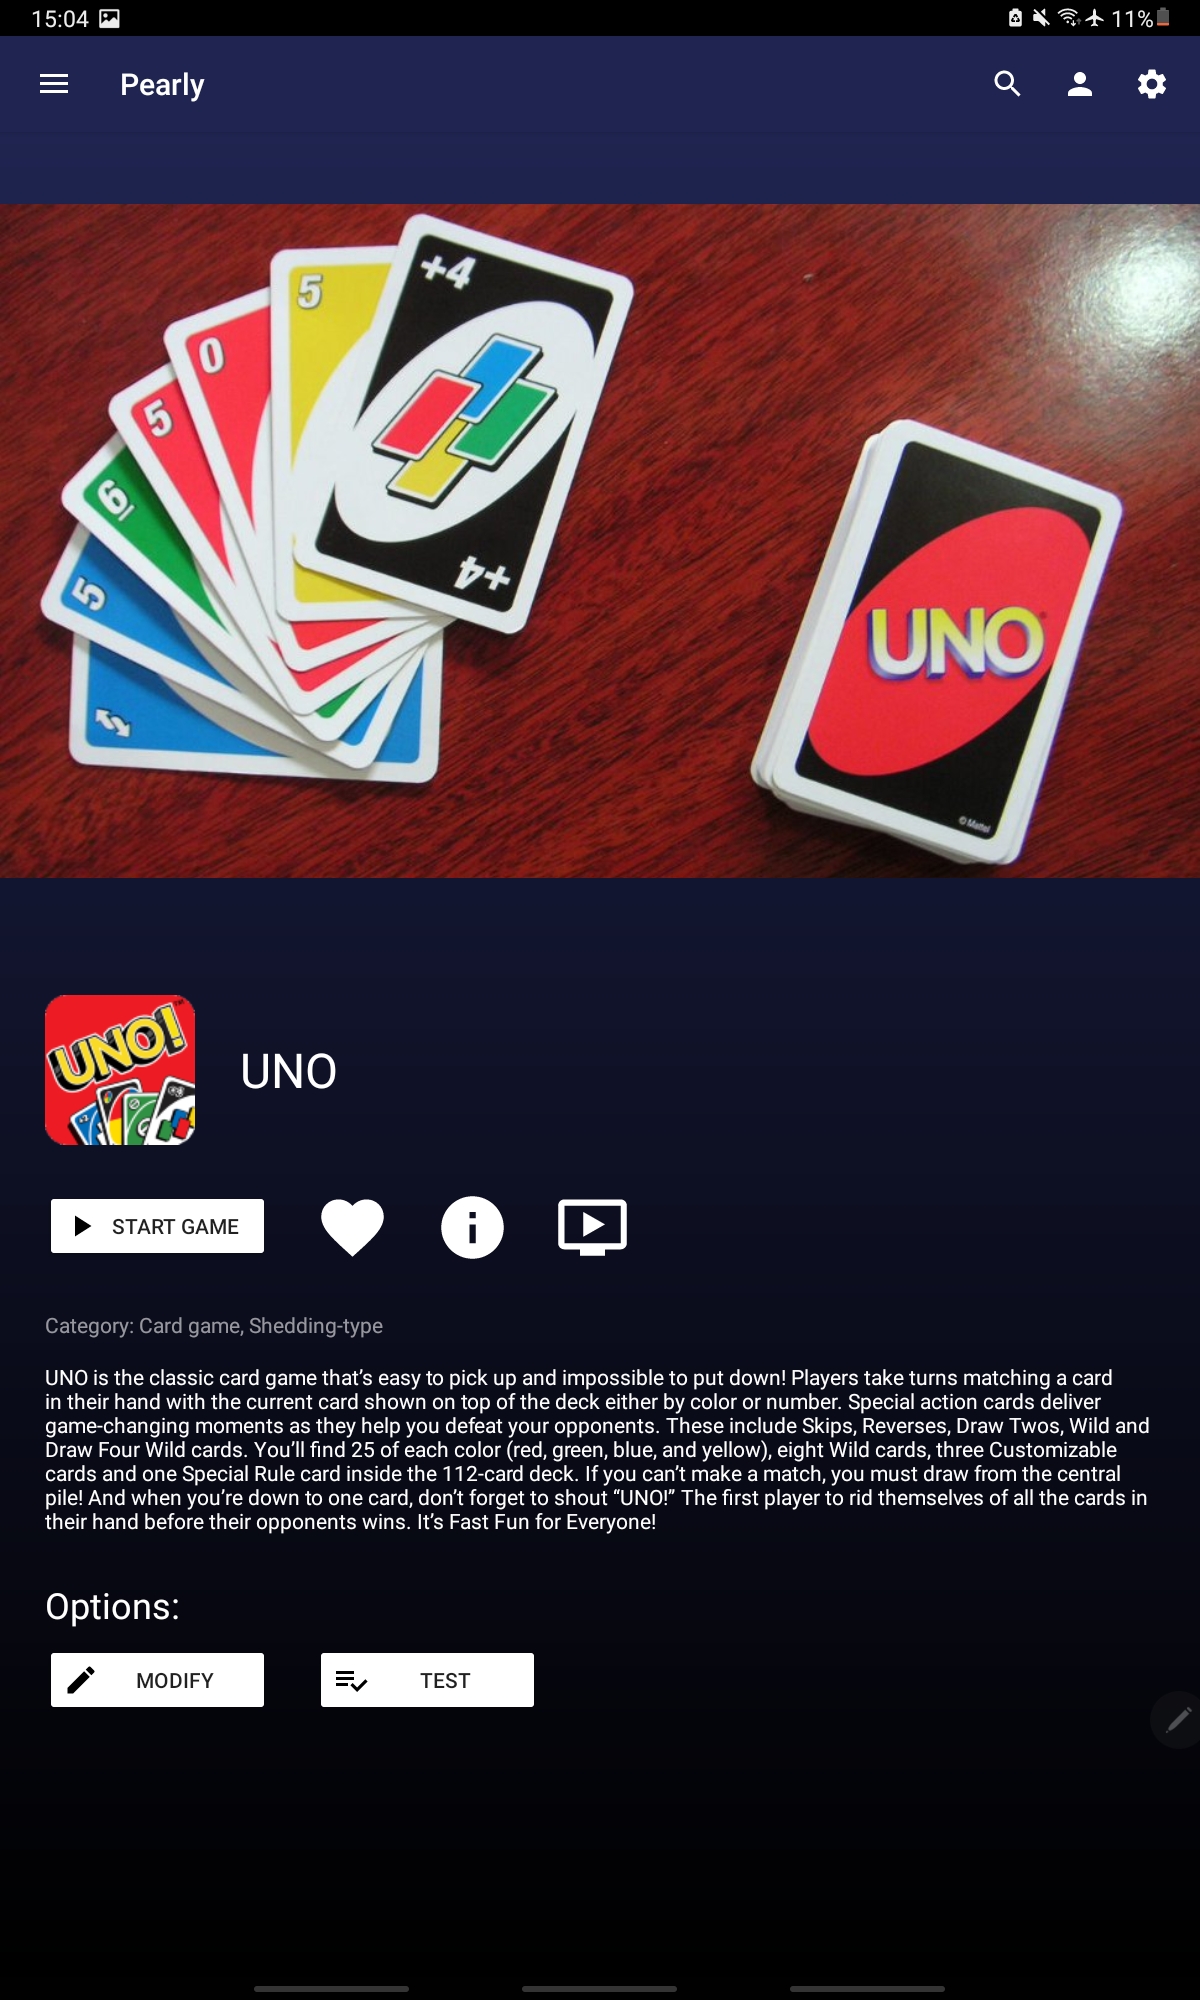 15:04
11%
Pearly
+4
5
0
5
6
5
+4
UNO
© Mattel
UNO!
UNO
START GAME
Category: Card game, Shedding-type
UNO is the classic card game that’s easy to pick up and impossible to put down! Players take turns matching a card
in their hand with the current card shown on top of the deck either by color or number. Special action cards deliver
game-changing moments as they help you defeat your opponents. These include Skips, Reverses, Draw Twos, Wild and
Draw Four Wild cards. You’ll find 25 of each color (red, green, blue, and yellow), eight Wild cards, three Customizable
cards and one Special Rule card inside the 112-card deck. If you can’t make a match, you must draw from the central
pile! And when you’re down to one card, don’t forget to shout “UNO!” The first player to rid themselves of all the cards in
their hand before their opponents wins. It’s Fast Fun for Everyone!
Options:
MODIFY
TEST